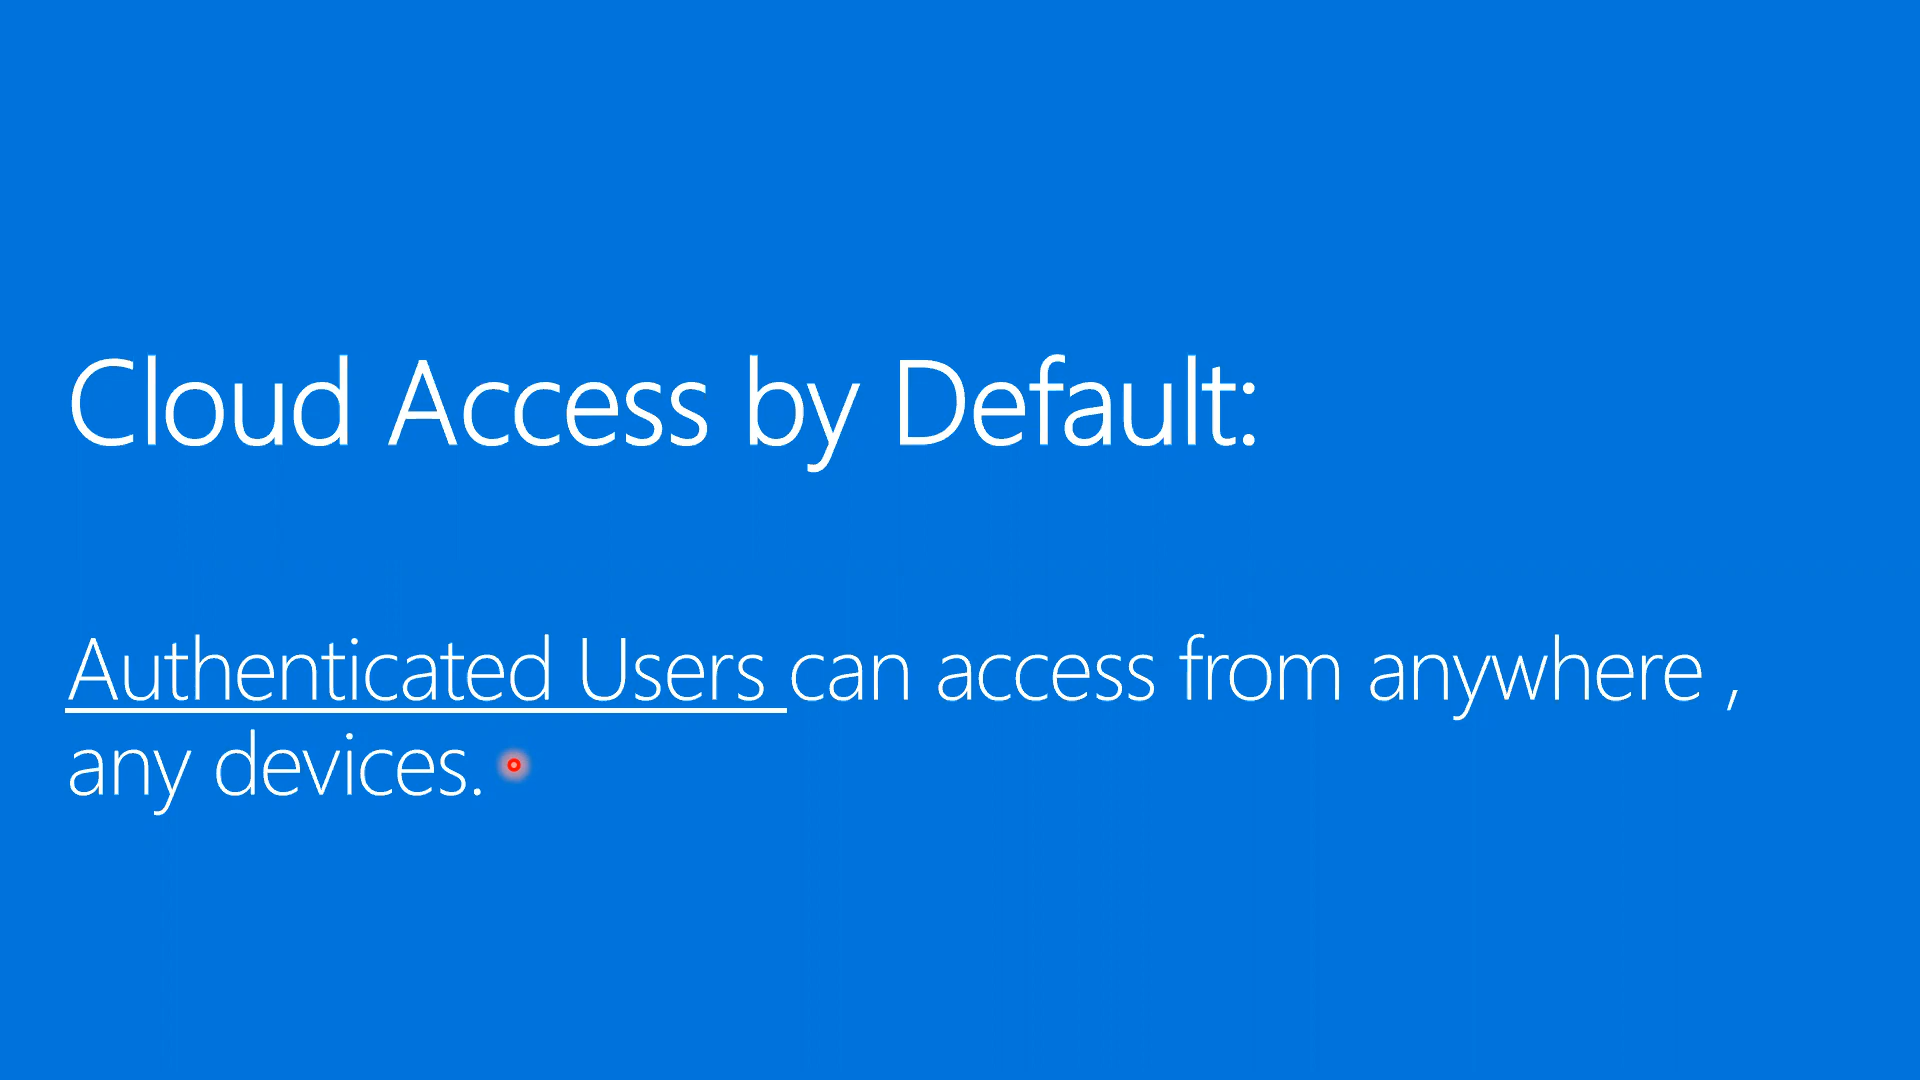 Cloud Access by Default:
Authenticated Users can access from anywhere ,
any devices.